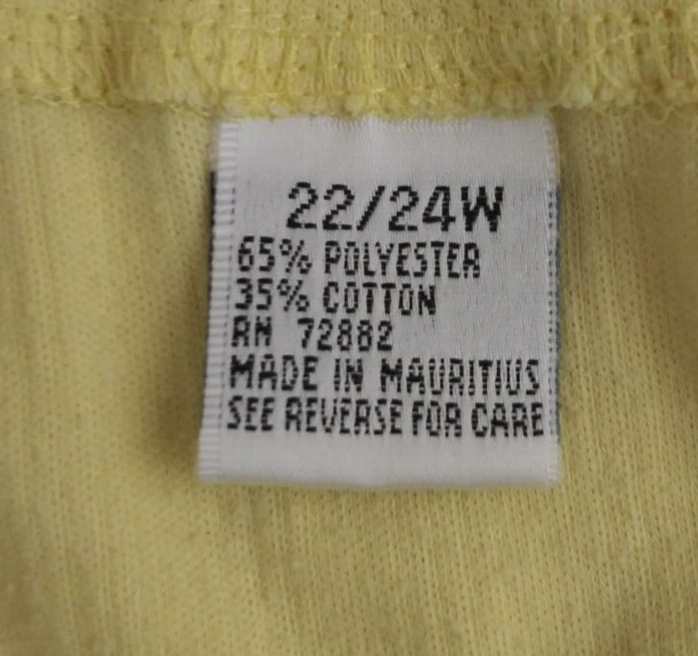 22/24W
65% POLYESTER
35% COTTON
RN 72882
MADE IN MAURITIUS
SEE REVERSE FOR CARE